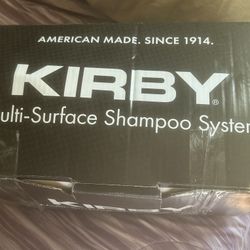 AMERICAN MADE. SINCE 1914.
KIRBY®
ulti-Surface Shampoo System